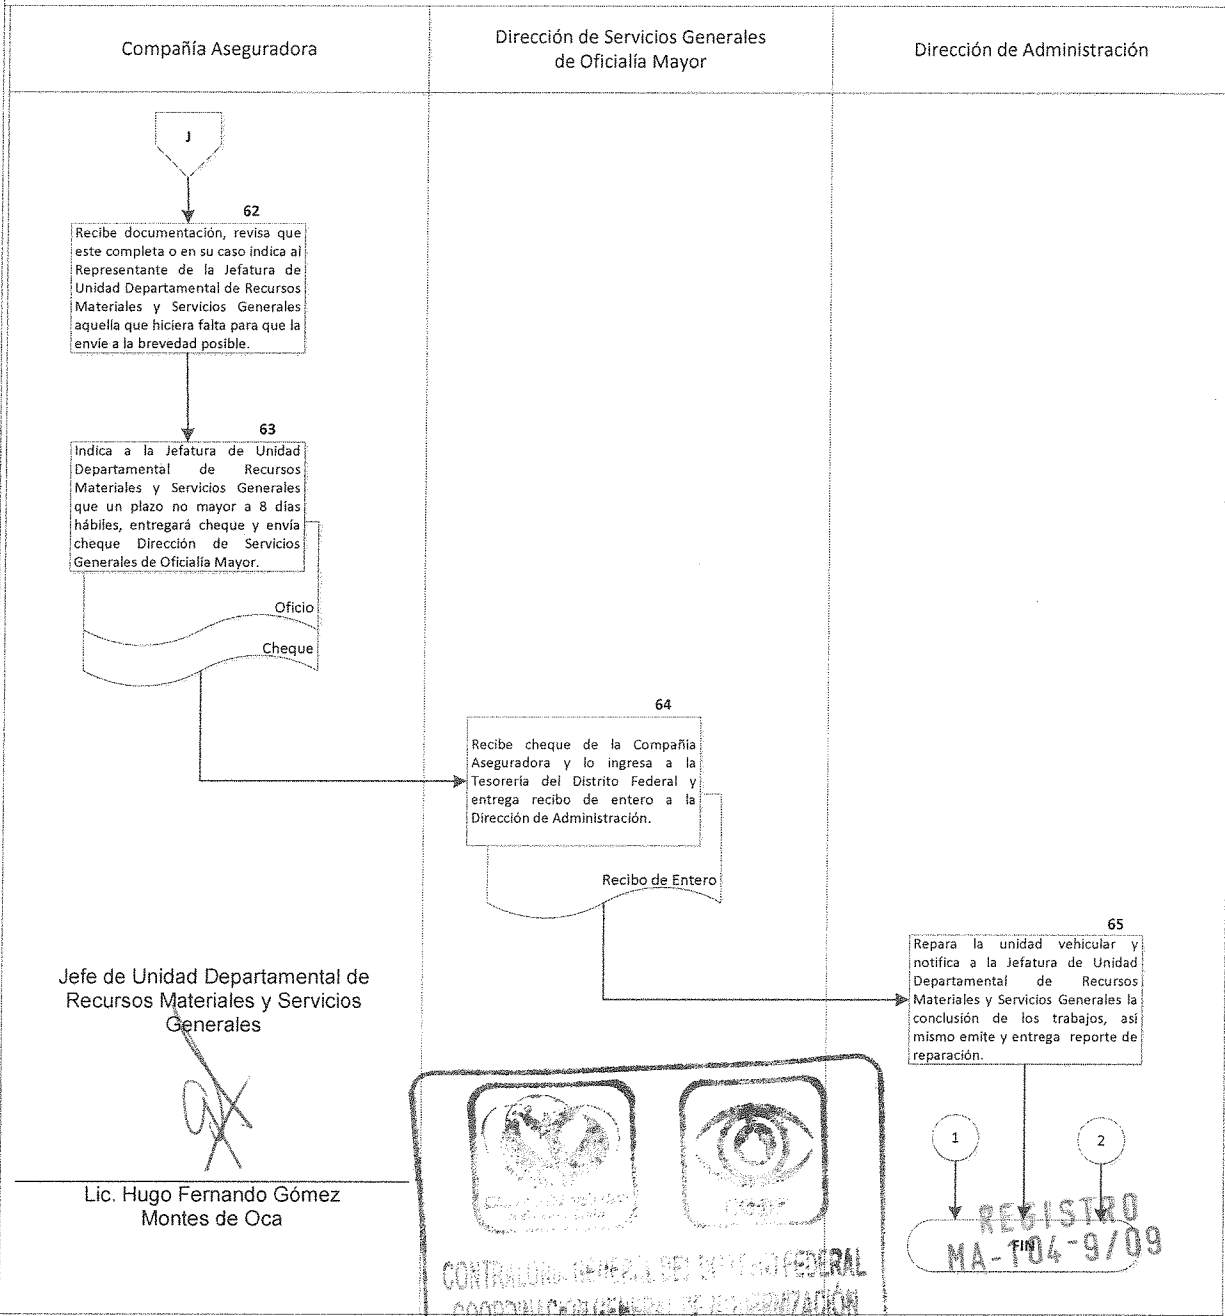 Compañía Aseguradora
Dirección de Servicios Generales
de Oficialía Mayor
Dirección de Administración
J
62
Recibe documentación, revisa que
este completa o en su caso indica al
Representante de la Jefatura de
Unidad Departamental de Recursos
Materiales y Servicios Generales
aquella que hiciera falta para que la
envíe a la brevedad posible.
63
Indica a la Jefatura de Unidad
Departamental de Recursos
Materiales y Servicios Generales
que un plazo no mayor a 8 días
hábiles, entregará cheque y envía
cheque Dirección de Servicios
Generales de Oficialía Mayor.
Oficio
Cheque
64
Recibe cheque de la Compañía
Aseguradora y lo ingresa a la
Tesorería del Distrito Federal y
entrega recibo de entero a la
Dirección de Administración.
Recibo de Entero
65
Repara la unidad vehicular y
notifica a la Jefatura de Unidad
Departamental de Recursos
Materiales y Servicios Generales la
conclusión de los trabajos, así
mismo emite y entrega reporte de
reparación.
1
2
FIN
Jefe de Unidad Departamental de
Recursos Materiales y Servicios
Generales
Lic. Hugo Fernando Gómez
Montes de Oca
CONTRALORÍA GENERAL DEL DISTRITO FEDERAL
COORDINACIÓN GENERAL DE MODERNIZACIÓN
REGISTRO
MA-104-9/09